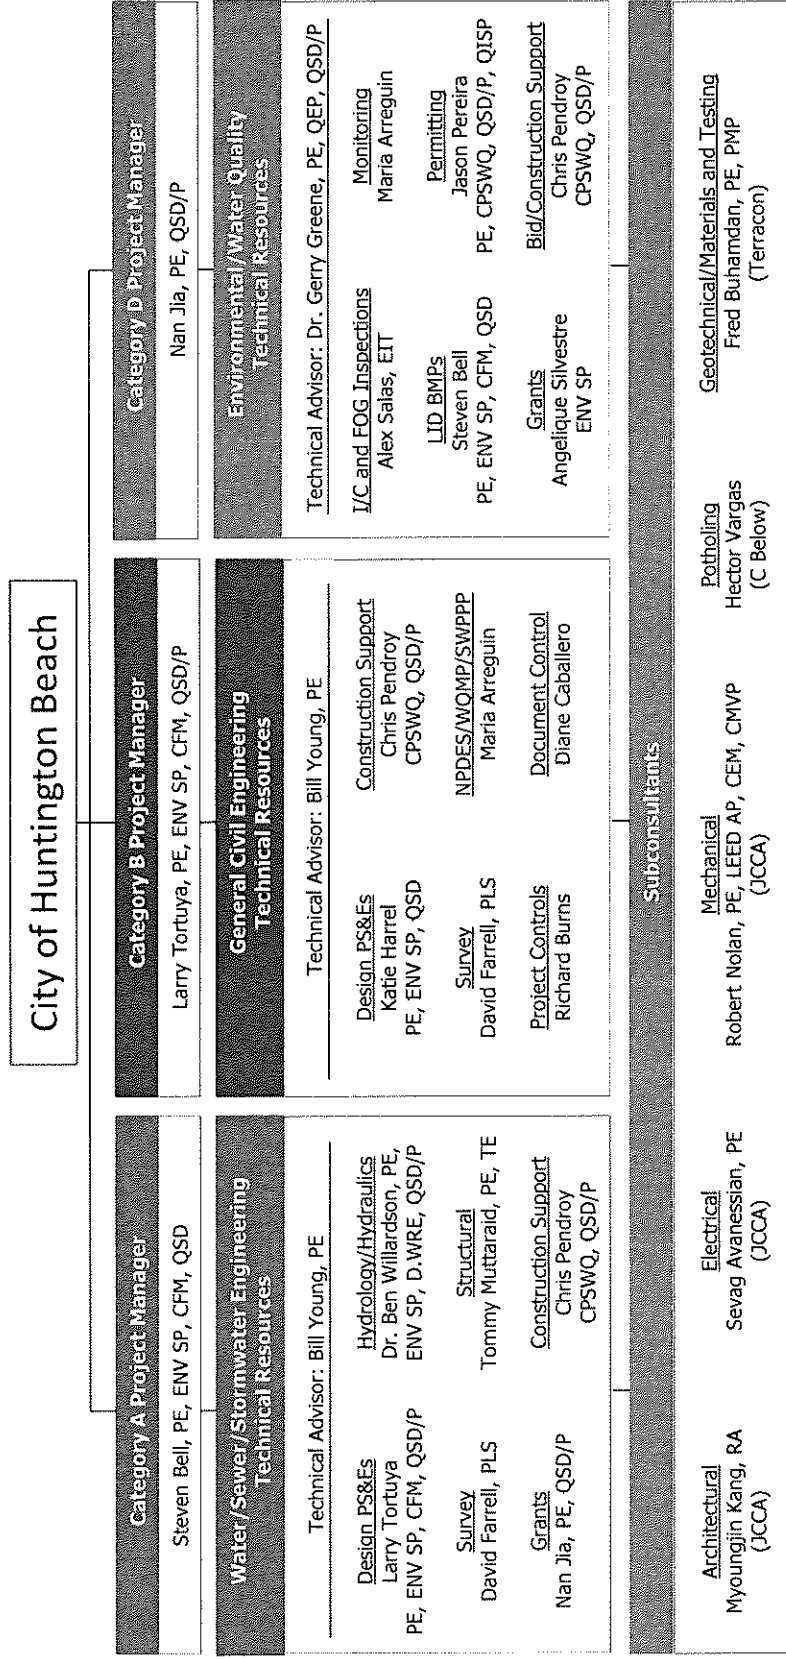 City of Huntington Beach
Category A Project Manager
Steven Bell, PE, ENV SP, CFM, QSD
Water/Sewer/Stormwater Engineering
Technical Resources
Technical Advisor: Bill Young, PE
Design PS&Es
Larry Tortuya
PE, ENV SP, CFM, QSD/P
Hydrology/Hydraulics
Dr. Ben Willardson, PE,
ENV SP, D.WRE, QSD/P
Survey
David Farrell, PLS
Structural
Tommy Muttaraid, PE, TE
Grants
Nan Jia, PE, QSD/P
Construction Support
Chris Pendroy
CPSWQ, QSD/P
Category B Project Manager
Larry Tortuya, PE, ENV SP, CFM, QSD/P
General Civil Engineering
Technical Resources
Technical Advisor: Bill Young, PE
Design PS&Es
Katie Harrel
PE, ENV SP, QSD
Construction Support
Chris Pendroy
CPSWQ, QSD/P
Survey
David Farrell, PLS
NPDES/WQMP/SWPPP
Maria Arreguin
Project Controls
Richard Burns
Document Control
Diane Caballero
Category D Project Manager
Nan Jia, PE, QSD/P
Environmental/Water Quality
Technical Resources
Technical Advisor: Dr. Gerry Greene, PE, QEP, QSD/P
I/C and FOG Inspections
Alex Salas, EIT
Monitoring
Maria Arreguin
LID BMPs
Steven Bell
PE, ENV SP, CFM, QSD
Permitting
Jason Pereira
PE, CPSWQ, QSD/P, QISP
Grants
Angelique Silvestre
ENV SP
Bid/Construction Support
Chris Pendroy
CPSWQ, QSD/P
Subconsultants
Architectural
Myoungjin Kang, RA
(JCCA)
Electrical
Sevag Avanessian, PE
(JCCA)
Mechanical
Robert Nolan, PE, LEED AP, CEM, CMVP
(JCCA)
Potholing
Hector Vargas
(C Below)
Geotechnical/Materials and Testing
Fred Buhamdan, PE, PMP
(Terracon)